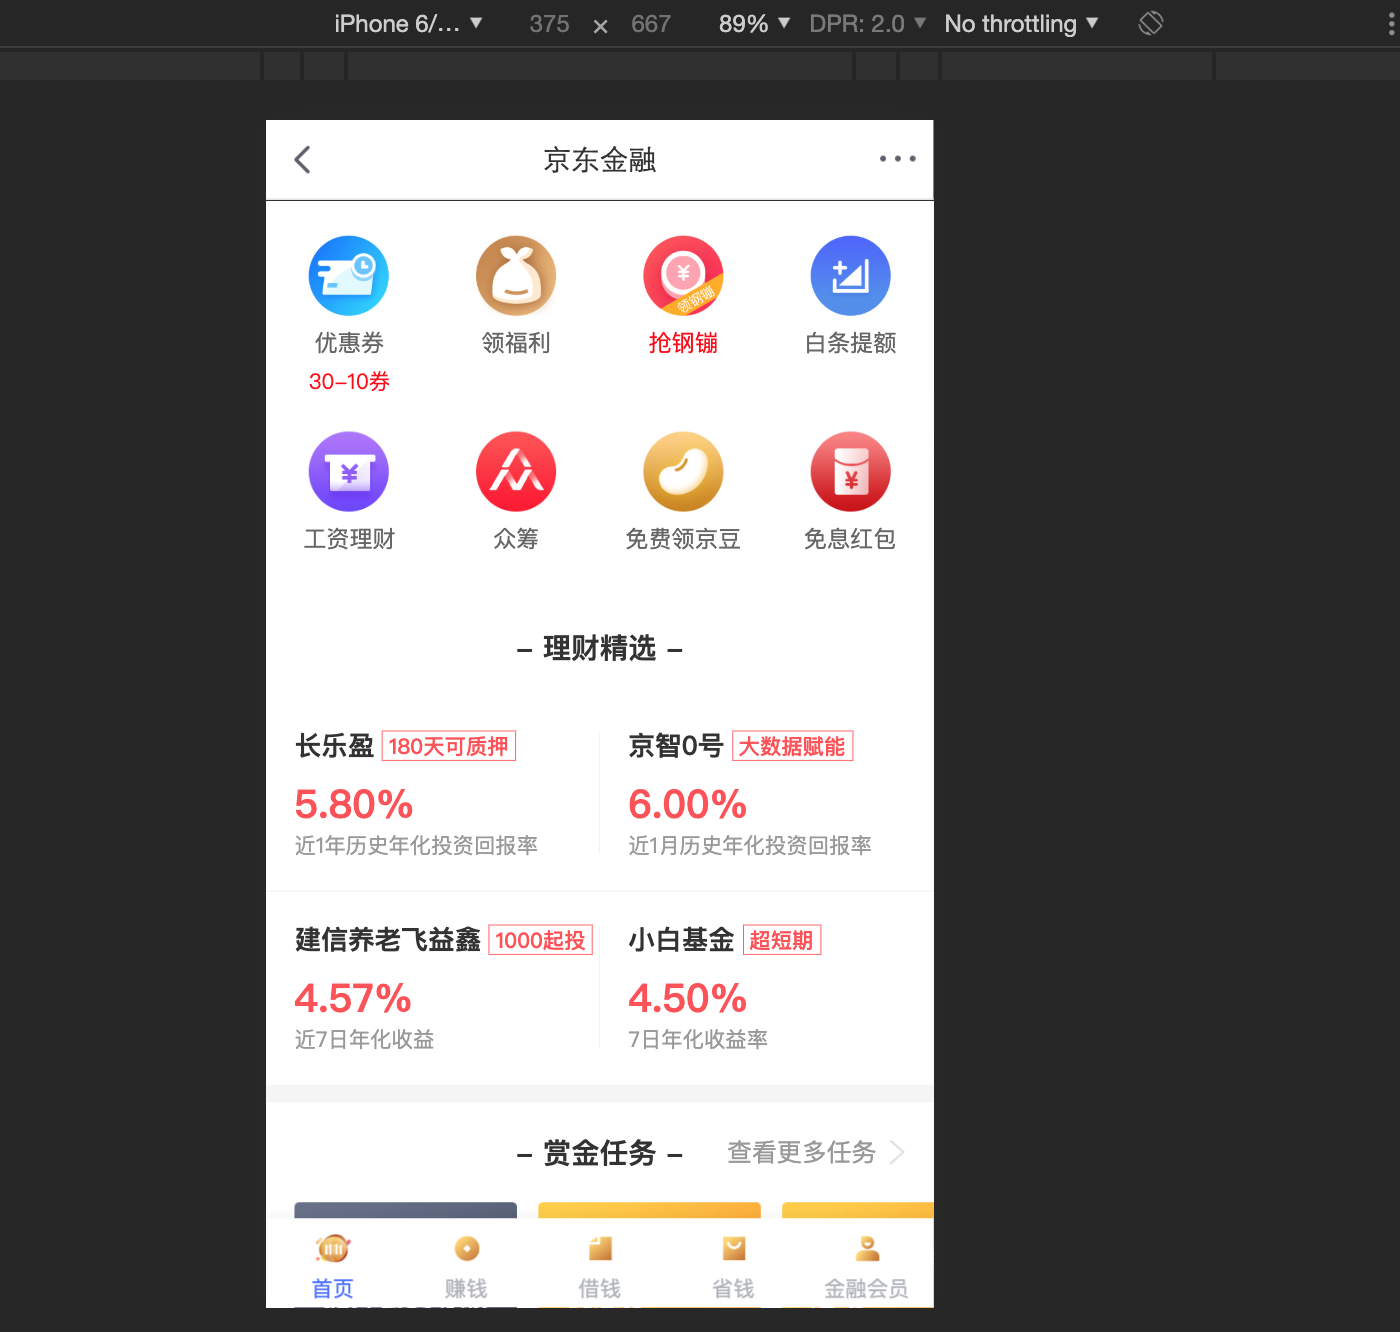 iPhone 6/... 375 × 667 89% DPR: 2.0 No throttling
京东金融
领钢镚
优惠券 领福利 抢钢镚 白条提额
30-10券
工资理财 众筹 免费领京豆 免息红包
– 理财精选 –
长乐盈 180天可质押 京智0号 大数据赋能
5.80% 6.00%
近1年历史年化投资回报率 近1月历史年化投资回报率
建信养老飞益鑫 1000起投 小白基金 超短期
4.57% 4.50%
近7日年化收益 7日年化收益率
– 赏金任务 – 查看更多任务
首页 赚钱 借钱 省钱 金融会员